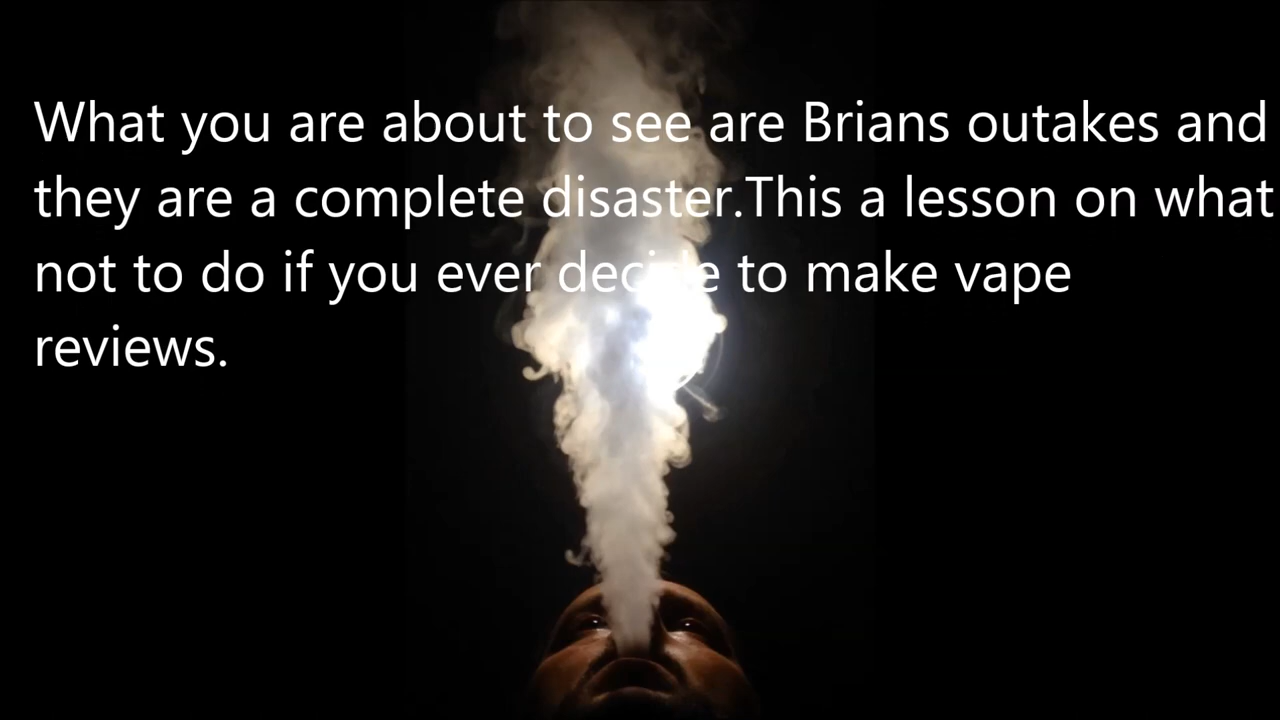 What you are about to see are Brians outakes and
they are a complete disaster.This a lesson on what
not to do if you ever decide to make vape
reviews.